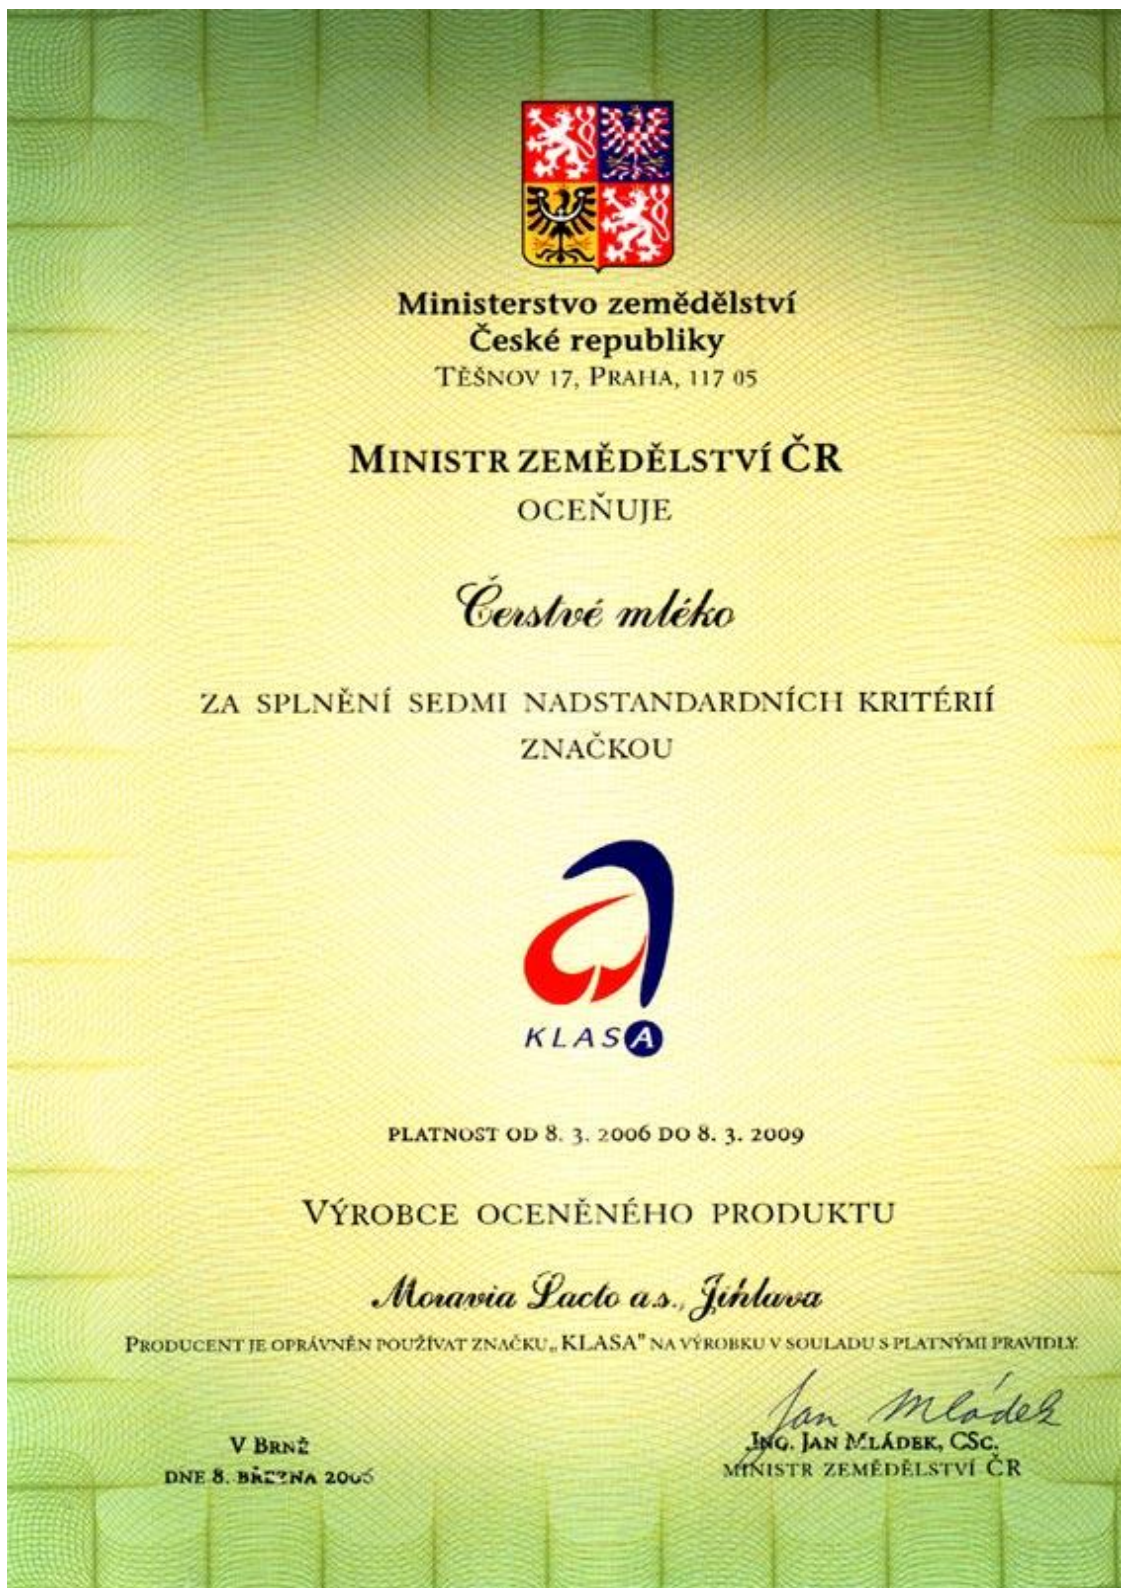 Ministerstvo zemědělství
České republiky
TĚŠNOV 17, PRAHA, 117 05
MINISTR ZEMĚDĚLSTVÍ ČR
OCEŇUJE
Čerstvé mléko
ZA SPLNĚNÍ SEDMI NADSTANDARDNÍCH KRITÉRIÍ
ZNAČKOU
KLASA
PLATNOST OD 8. 3. 2006 DO 8. 3. 2009
VÝROBCE OCENĚNÉHO PRODUKTU
Moravia Lacto a.s., Jihlava
PRODUCENT JE OPRÁVNĚN POUŽÍVAT ZNAČKU „KLASA" NA VÝROBKU V SOULADU S PLATNÝMI PRAVIDLY.
Jan Mládek
V BRNĚ
ING. JAN MLÁDEK, CSC.
DNE 8. BŘEZNA 2006
MINISTR ZEMĚDĚLSTVÍ ČR